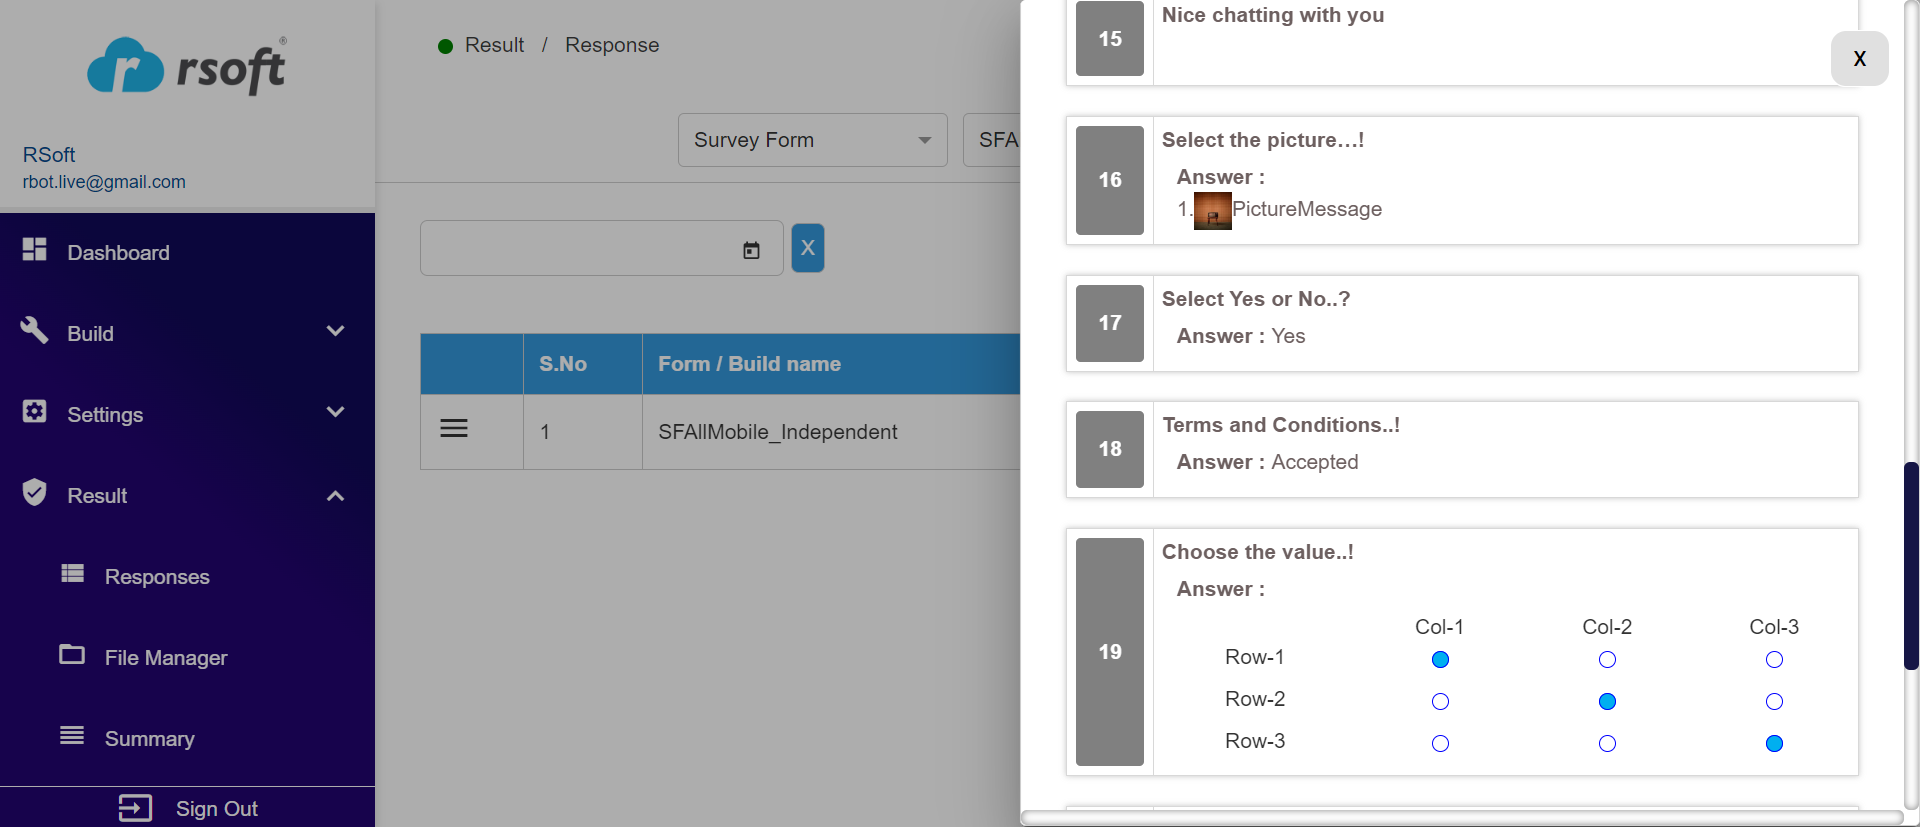 rsoft®
RSoft
rbot.live@gmail.com
Dashboard
Build
Settings
Result
Responses
File Manager
Summary
Sign Out
Result / Response
Survey Form
SFA
X
S.No
Form / Build name
1
SFAllMobile_Independent
X
15
Nice chatting with you
16
Select the picture...!
Answer :
1. PictureMessage
17
Select Yes or No..?
Answer : Yes
18
Terms and Conditions..!
Answer : Accepted
19
Choose the value..!
Answer :
Col-1 Col-2 Col-3
Row-1
Row-2
Row-3